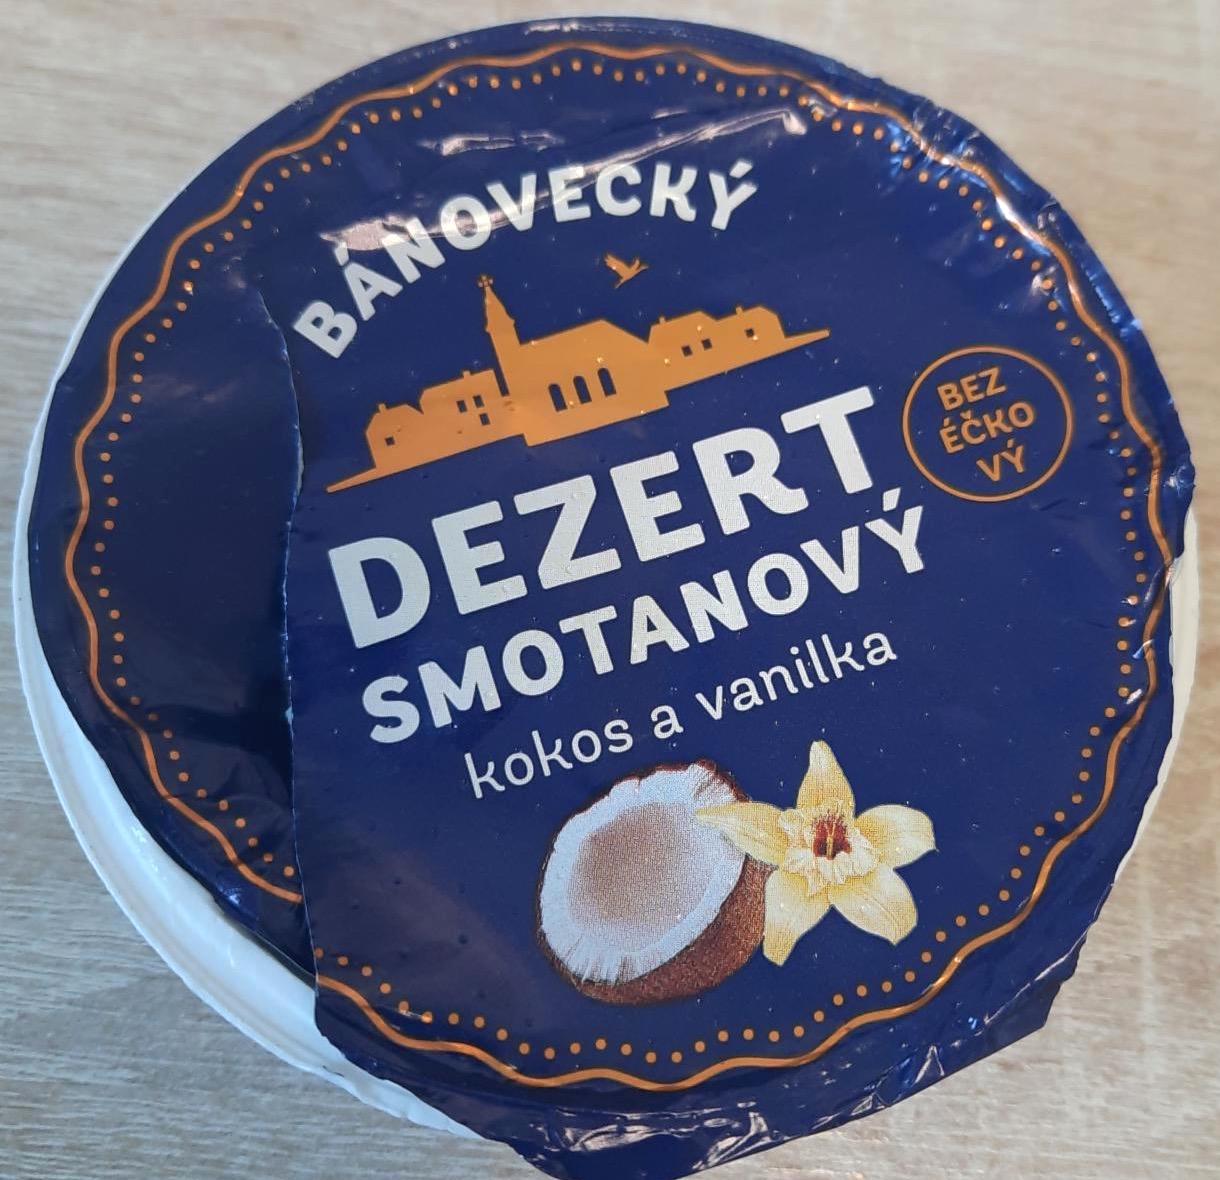 BÁNOVECKÝ
DEZERT
SMOTANOVÝ
kokos a vanilka
BEZ
ÉČKO
VÝ